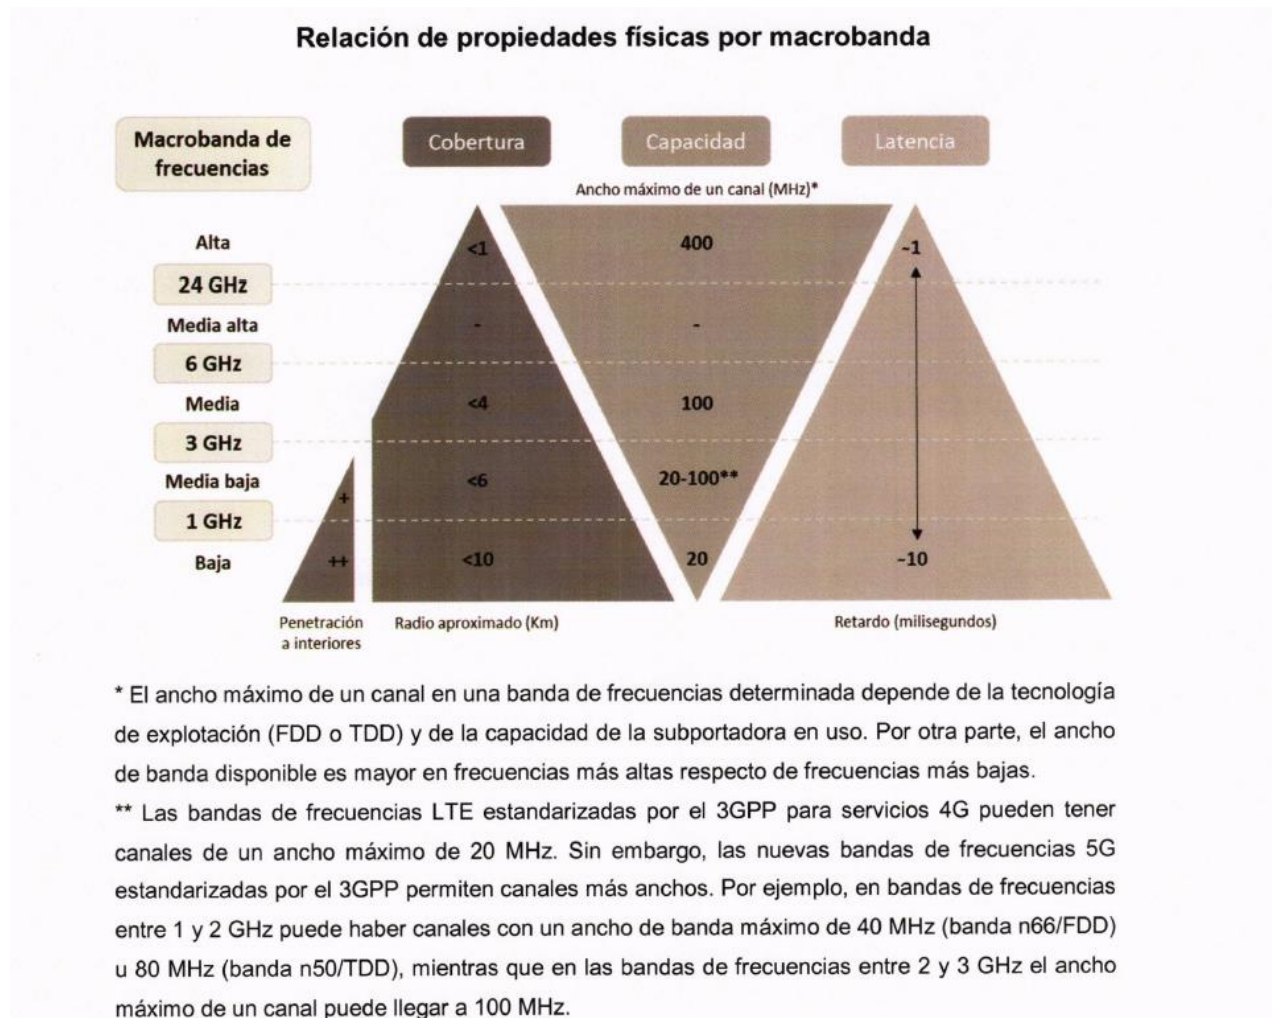 Relación de propiedades físicas por macrobanda
Macrobanda de
frecuencias
Cobertura
Capacidad
Latencia
Ancho máximo de un canal (MHz)*
Alta
<1
400
~1
24 GHz
Media alta
-
-
6 GHz
Media
<4
100
3 GHz
Media baja
+
<6
20-100**
1 GHz
Baja
++
<10
20
~10
Penetración
a interiores
Radio aproximado (Km)
Retardo (milisegundos)
* El ancho máximo de un canal en una banda de frecuencias determinada depende de la tecnología
de explotación (FDD o TDD) y de la capacidad de la subportadora en uso. Por otra parte, el ancho
de banda disponible es mayor en frecuencias más altas respecto de frecuencias más bajas.
** Las bandas de frecuencias LTE estandarizadas por el 3GPP para servicios 4G pueden tener
canales de un ancho máximo de 20 MHz. Sin embargo, las nuevas bandas de frecuencias 5G
estandarizadas por el 3GPP permiten canales más anchos. Por ejemplo, en bandas de frecuencias
entre 1 y 2 GHz puede haber canales con un ancho de banda máximo de 40 MHz (banda n66/FDD)
u 80 MHz (banda n50/TDD), mientras que en las bandas de frecuencias entre 2 y 3 GHz el ancho
máximo de un canal puede llegar a 100 MHz.